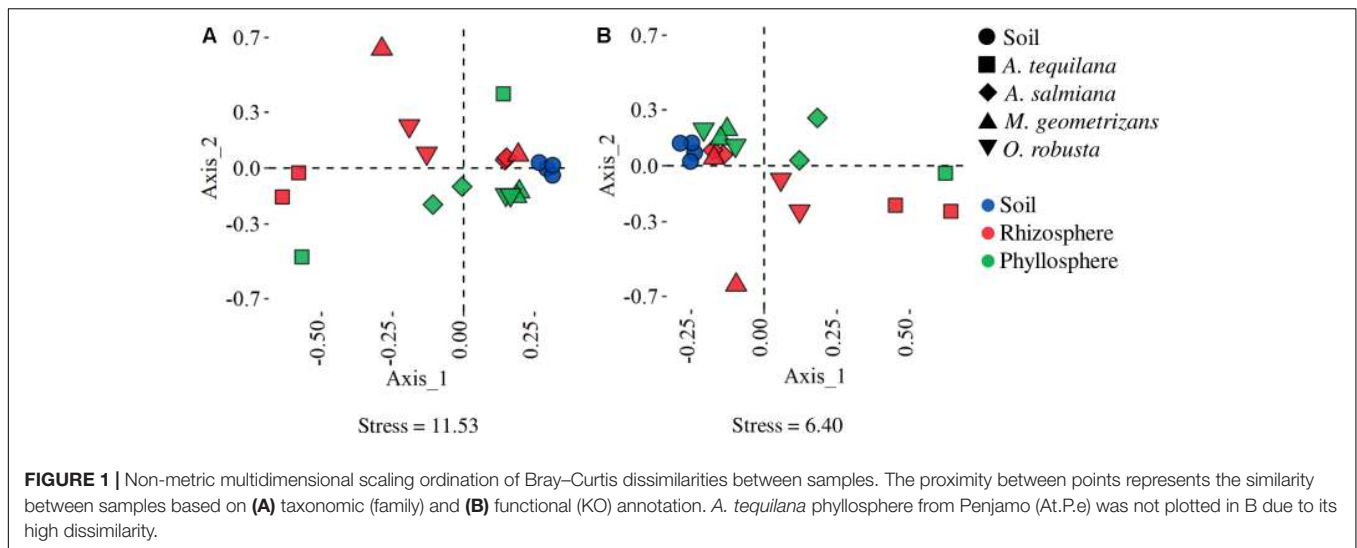 A
0.7-
0.3-
0.0-
-0.3-
-0.7-
Axis_2
-0.50-
-0.25-
0.00-
0.25-
Axis_1
Stress = 11.53
B
0.7-
0.3-
0.0-
-0.3-
-0.7-
Axis_2
-0.25-
0.00-
0.25-
0.50-
Axis_1
Stress = 6.40
Soil
A. tequilana
A. salmiana
M. geometrizans
O. robusta
Soil
Rhizosphere
Phyllosphere
FIGURE 1 | Non-metric multidimensional scaling ordination of Bray–Curtis dissimilarities between samples. The proximity between points represents the similarity
between samples based on (A) taxonomic (family) and (B) functional (KO) annotation. A. tequilana phyllosphere from Penjamo (At.P.e) was not plotted in B due to its
high dissimilarity.